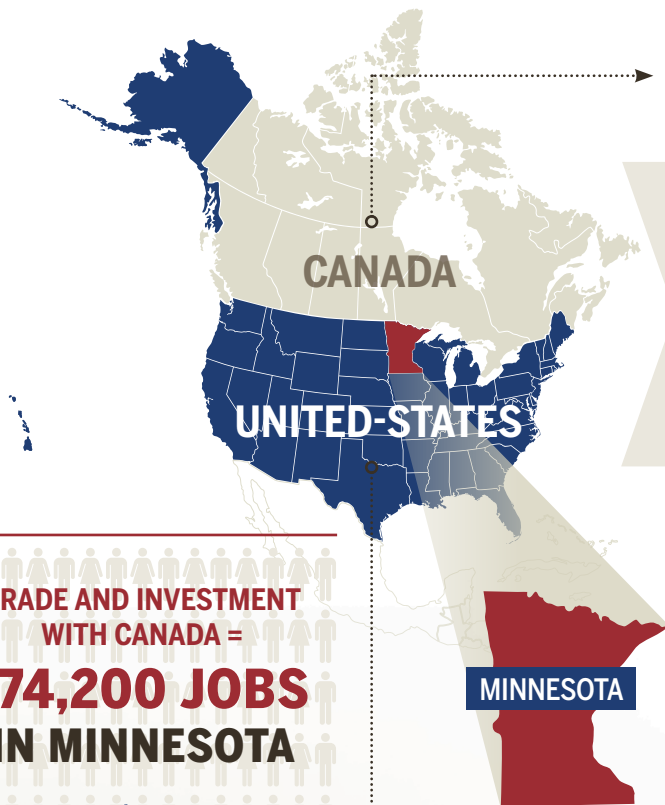 CANADA
UNITED-STATES
RADE AND INVESTMENT
WITH CANADA =
74,200 JOBS
IN MINNESOTA
MINNESOTA